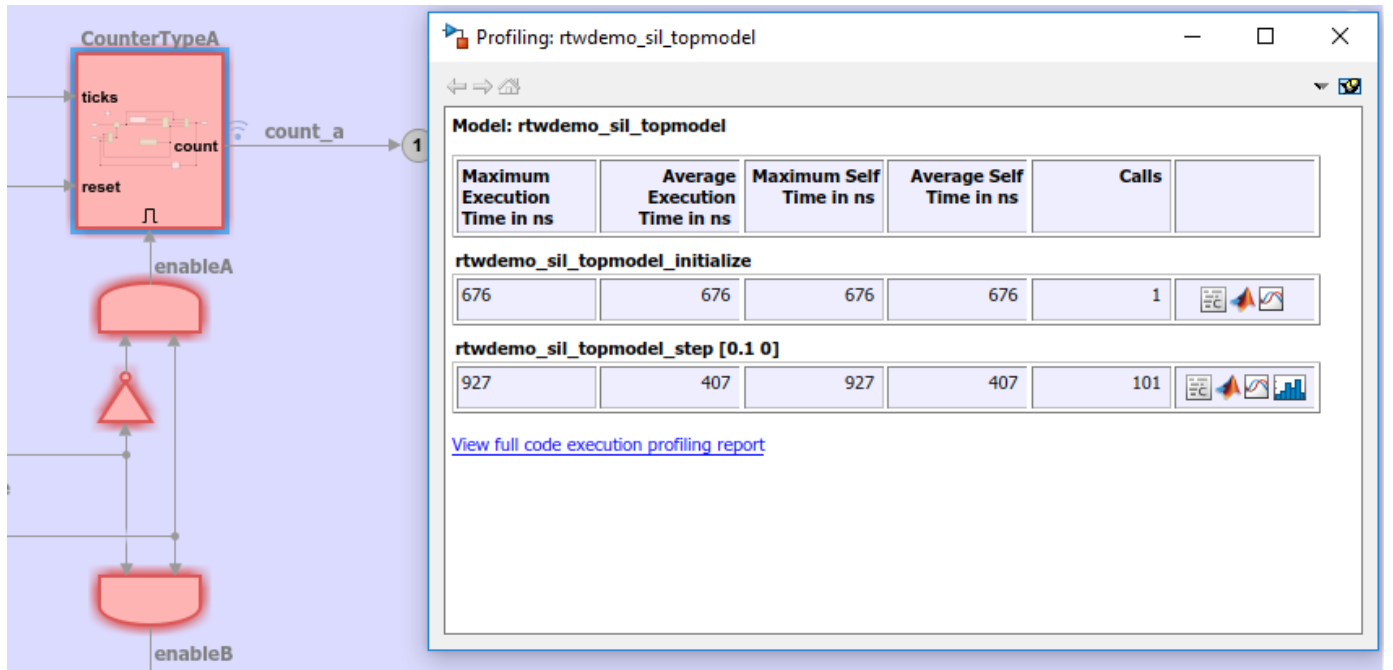 CounterTypeA
ticks
count
reset
count_a
1
enableA
enableB
Profiling: rtwdemo_sil_topmodel
Model: rtwdemo_sil_topmodel
Maximum Execution Time in ns
Average Execution Time in ns
Maximum Self Time in ns
Average Self Time in ns
Calls
rtwdemo_sil_topmodel_initialize
676 676 676 676 1
rtwdemo_sil_topmodel_step [0.1 0]
927 407 927 407 101
View full code execution profiling report